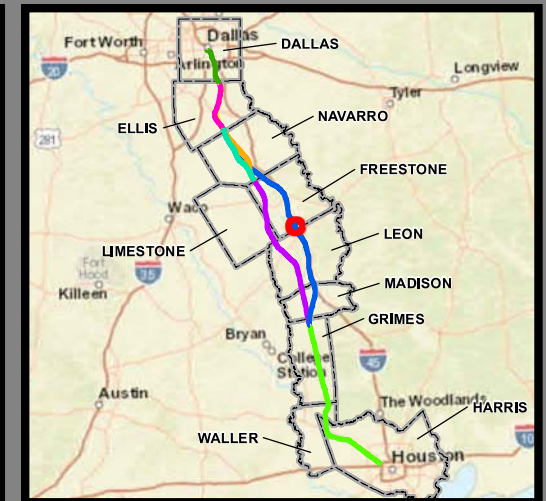 Dallas
Fort Worth
DALLAS
Arlington
20
Longview
Tyler
NAVARRO
ELLIS
281
FREESTONE
Waco
LEON
LIMESTONE
Fort
Hood
35
MADISON
Killeen
GRIMES
Bryan
College
Station
45
Austin
The Woodlands
HARRIS
WALLER
10
Houston